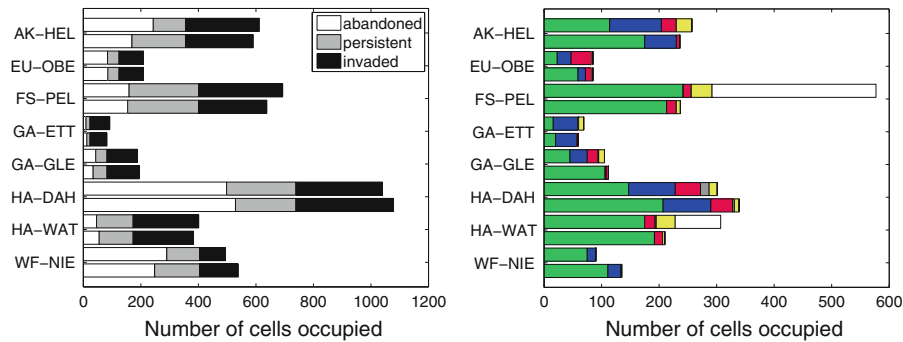 abandoned
persistent
invaded
AK−HEL
EU−OBE
FS−PEL
GA−ETT
GA−GLE
HA−DAH
HA−WAT
WF−NIE
0 200 400 600 800 1000 1200
Number of cells occupied
AK−HEL
EU−OBE
FS−PEL
GA−ETT
GA−GLE
HA−DAH
HA−WAT
WF−NIE
0 100 200 300 400 500 600
Number of cells occupied